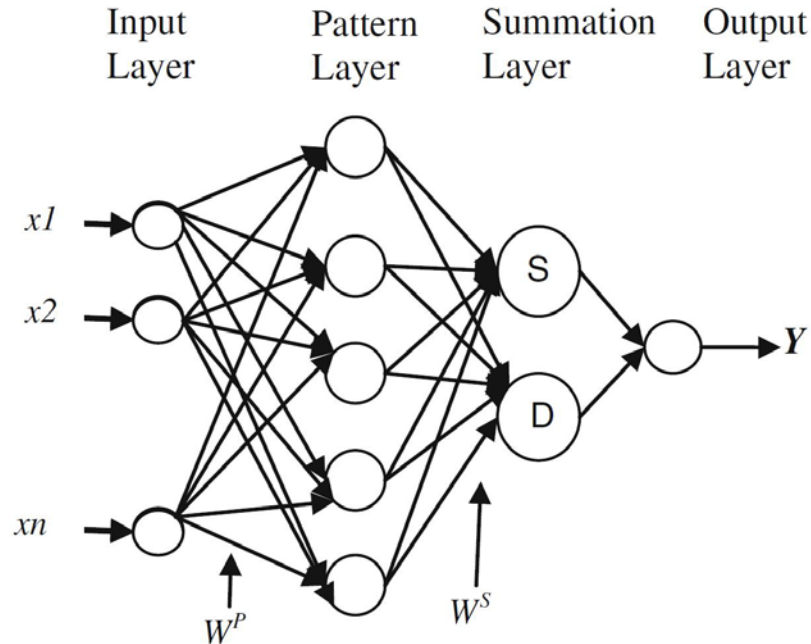 Input
Layer
Pattern
Layer
Summation
Layer
Output
Layer
x1
x2
xn
S
D
Y
W^P
W^S